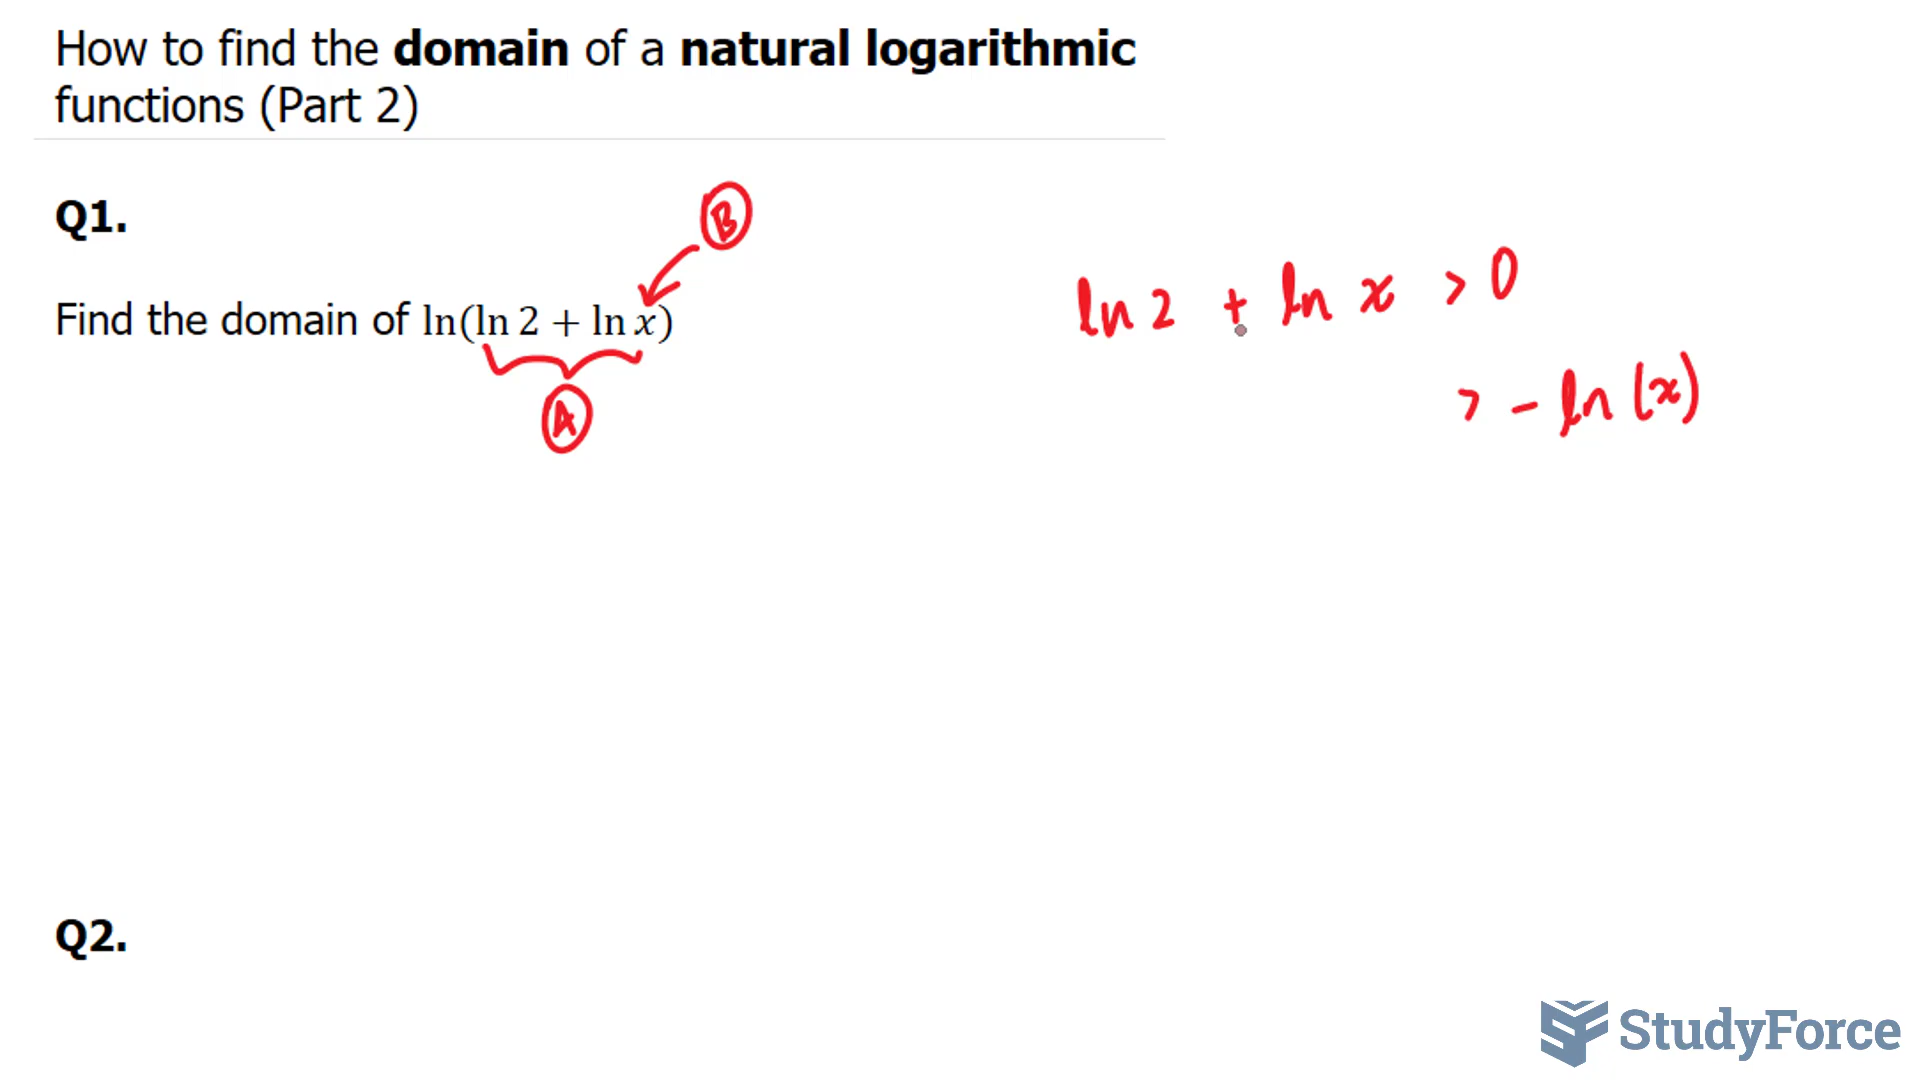 How to find the domain of a natural logarithmic
functions (Part 2)
Q1.
B
Find the domain of ln(ln 2 + ln x)
A
ln 2 + ln x > 0
> - ln (x)
Q2.
StudyForce